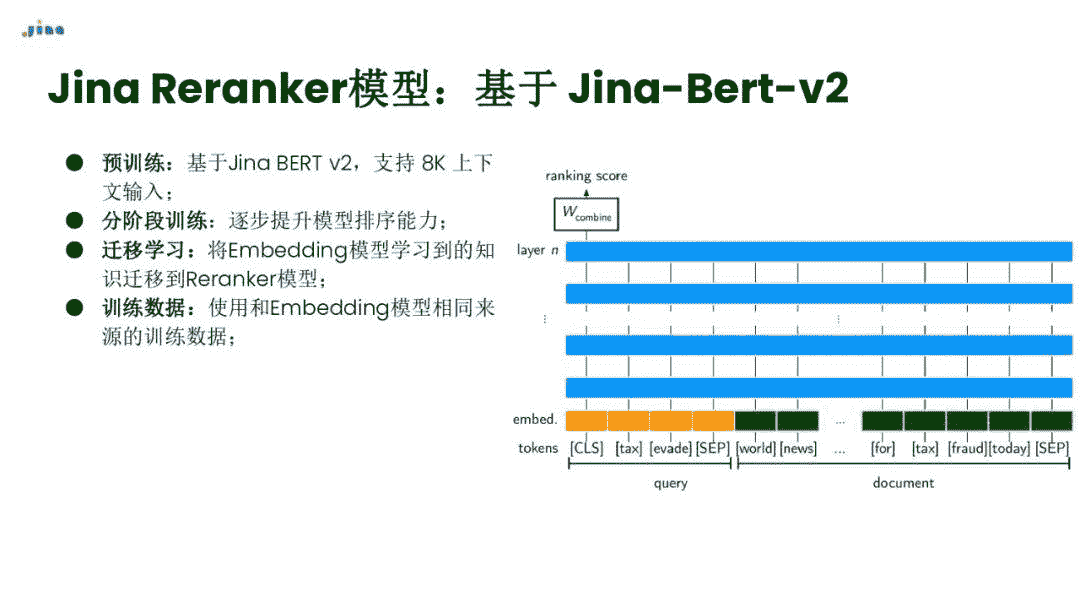 Jina
Jina Reranker模型：基于 Jina-Bert-v2
● 预训练：基于Jina BERT v2，支持 8K 上下
文输入；
● 分阶段训练：逐步提升模型排序能力；
● 迁移学习：将Embedding模型学习到的知
识迁移到Reranker模型；
● 训练数据：使用和Embedding模型相同来
源的训练数据；
ranking score
Wcombine
layer n
⋮ ⋮
embed. ...
tokens [CLS] [tax] [evade] [SEP] [world] [news] ... [for] [tax] [fraud] [today] [SEP]
query document